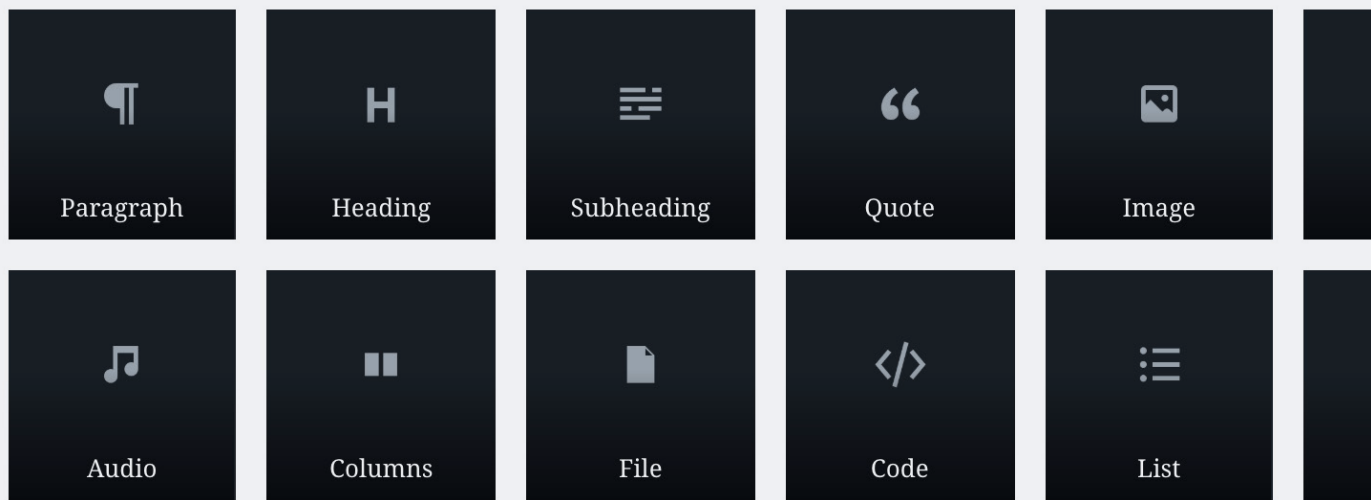 Paragraph
Heading
Subheading
Quote
Image
Audio
Columns
File
Code
List